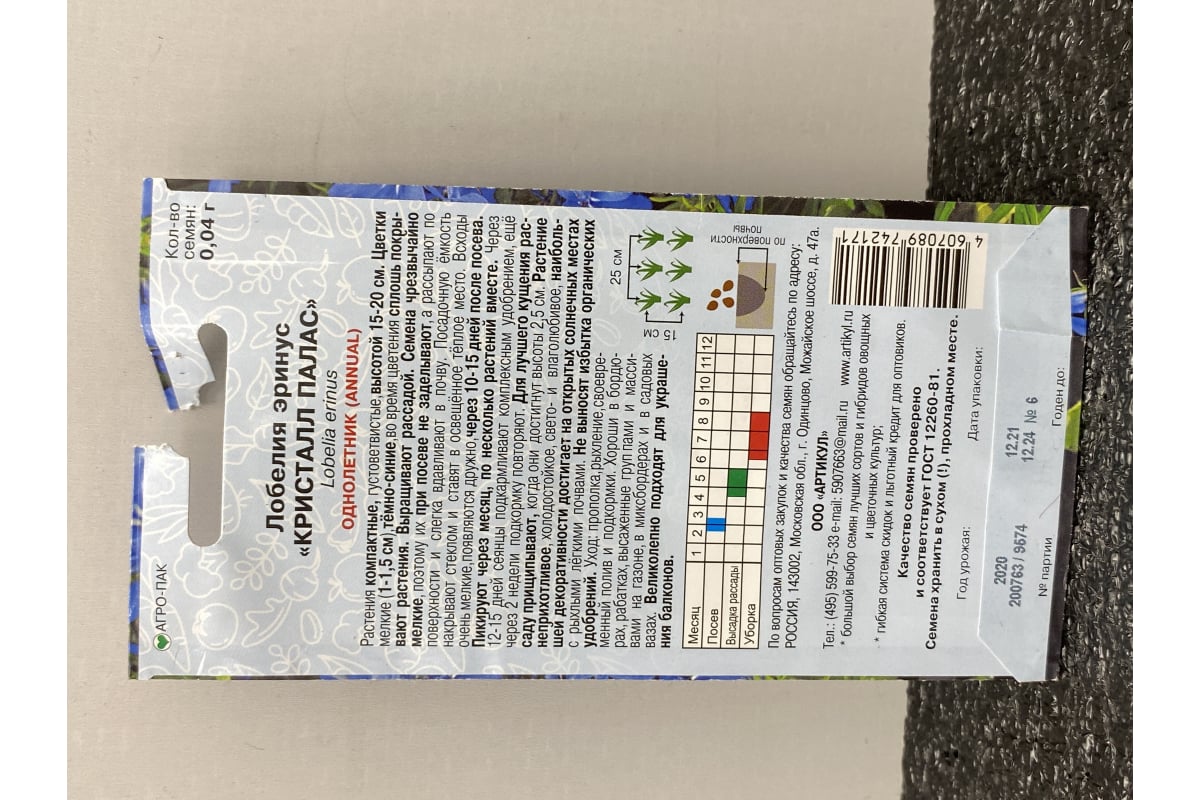 АГРО-ПАК
Кол-во
семян:
0,04 г
Лобелия эринус
«КРИСТАЛЛ ПАЛАС»
Lobelia erinus
ОДНОЛЕТНИК (ANNUAL)
Растения компактные, густоветвистые, высотой 15-20 см. Цветки
мелкие (1-1,5 см), тёмно-синие, во время цветения сплошь покры-
вают растения. Выращивают рассадой. Семена чрезвычайно
мелкие, поэтому их при посеве не заделывают, а рассыпают по
поверхности и слегка вдавливают в почву. Посадочную ёмкость
накрывают стеклом и ставят в освещённое тёплое место. Всходы
очень мелкие, появляются дружно, через 10-15 дней после посева.
Пикируют через месяц, по несколько растений вместе. Через
12-15 дней сеянцы подкармливают комплексным удобрением, ещё
через 2 недели подкормку повторяют. Для лучшего кущения рас-
саду прищипывают, когда они достигнут высоты 2,5 см. Растение
неприхотливое, холодостойкое, свето- и влаголюбивое, наиболь-
шей декоративности достигает на открытых солнечных местах
с рыхлыми лёгкими почвами. Не выносят избытка органических
удобрений. Уход: прополка, рыхление, своевре-
менный полив и подкормки. Хороши в бордю-
рах, рабатках, высаженные группами и масси-
вами на газоне, в миксбордерах и в садовых
вазах. Великолепно подходят для украше-
ния балконов.
25 см
15 см
по поверхности
почвы
Месяц 1 2 3 4 5 6 7 8 9 10 11 12
Посев
Высадка рассады
Уборка
По вопросам оптовых закупок и качества семян обращайтесь по адресу:
РОССИЯ, 143002, Московская обл., г. Одинцово, Можайское шоссе, д. 47а.
ООО «АРТИКУЛ»
Тел.: (495) 599-75-33 e-mail: 5907663@mail.ru www.artikyl.ru
* большой выбор семян лучших сортов и гибридов овощных
и цветочных культур;
* гибкая система скидок и льготный кредит для оптовиков.
Качество семян проверено
и соответствует ГОСТ 12260-81.
Семена хранить в сухом (!), прохладном месте.
4 607089 742171
Год урожая:
Дата упаковки:
2020
12.21
200763 / 9674
12.24 № 6
№ партии
Годен до: